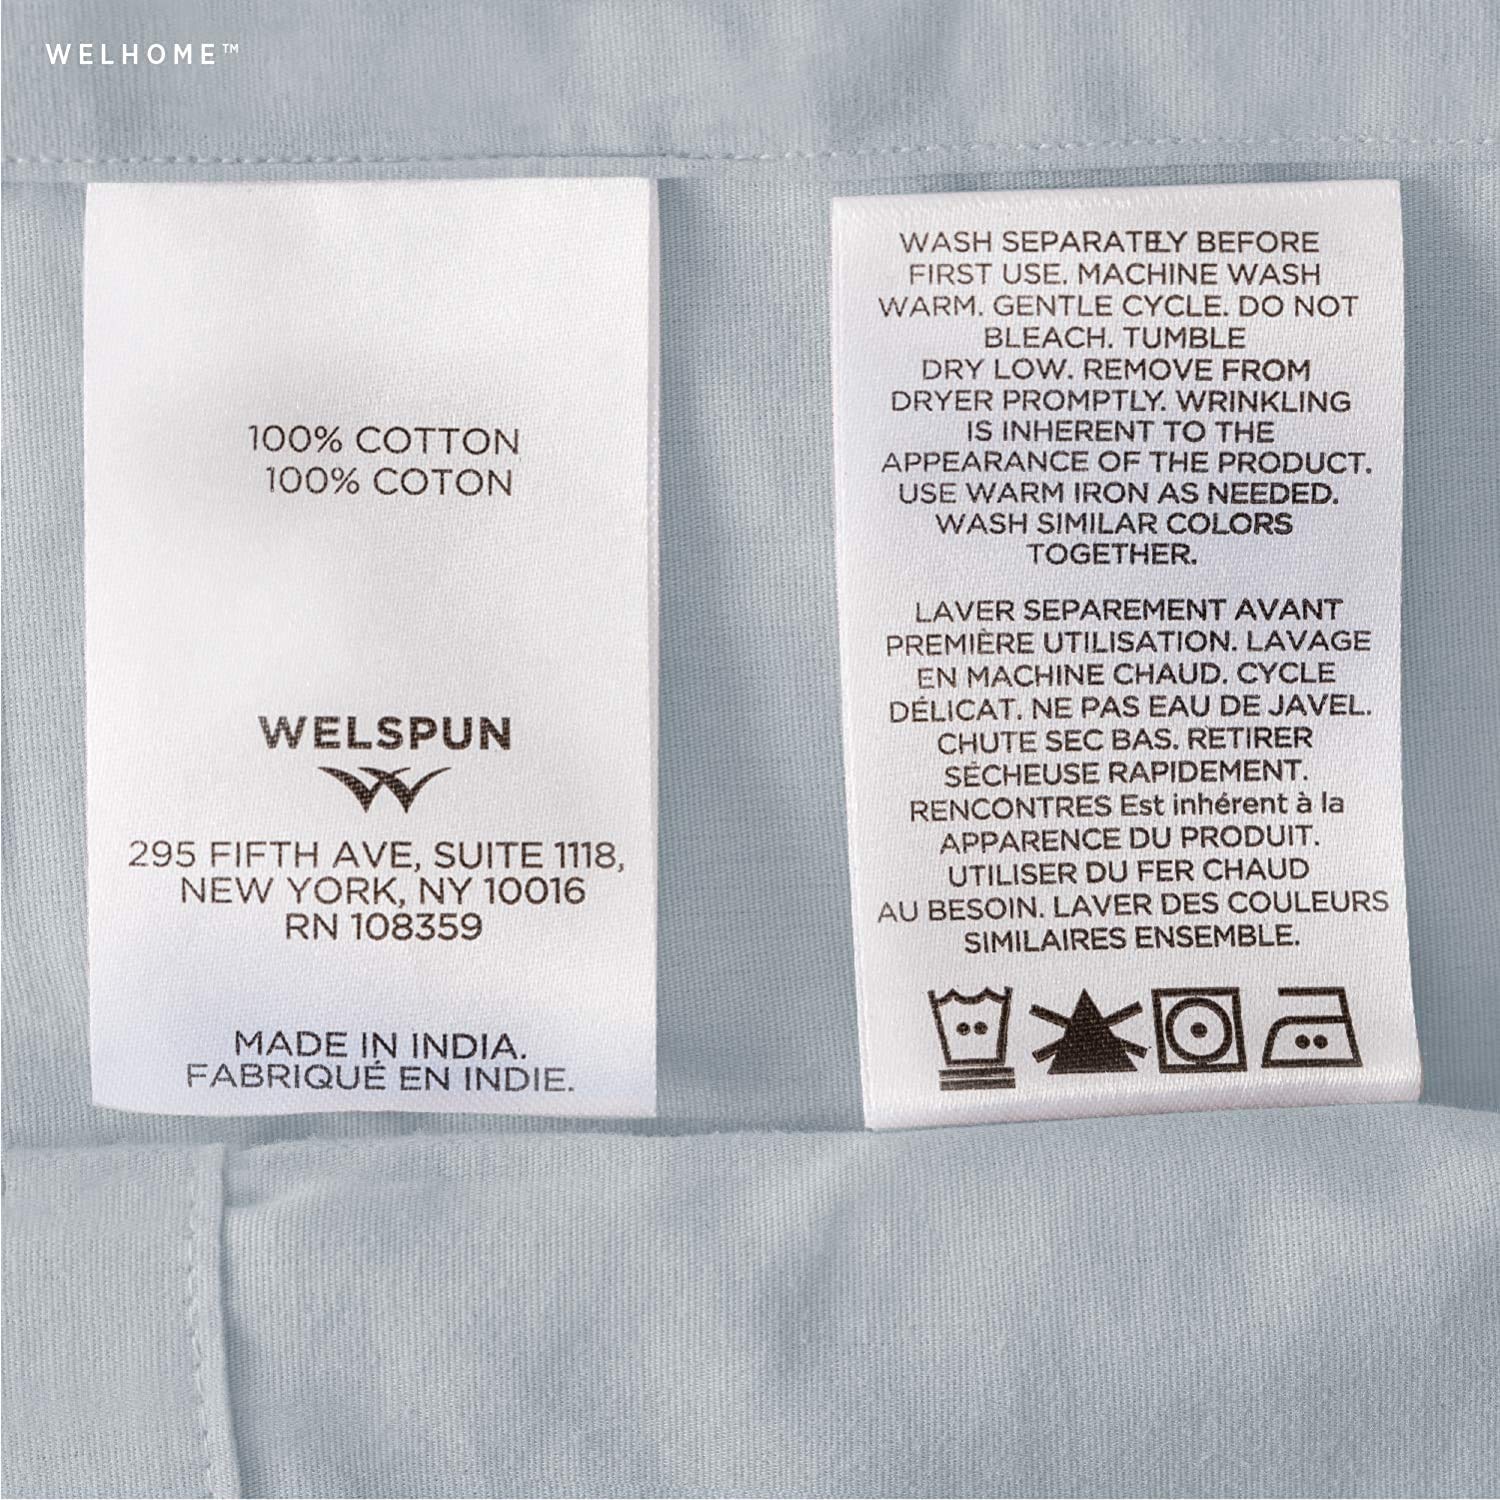 WELHOME™
100% COTTON
100% COTON
WELSPUN
295 FIFTH AVE, SUITE 1118,
NEW YORK, NY 10016
RN 108359
MADE IN INDIA.
FABRIQUÉ EN INDIE.
WASH SEPARATELY BEFORE
FIRST USE. MACHINE WASH
WARM. GENTLE CYCLE. DO NOT
BLEACH. TUMBLE
DRY LOW. REMOVE FROM
DRYER PROMPTLY. WRINKLING
IS INHERENT TO THE
APPEARANCE OF THE PRODUCT.
USE WARM IRON AS NEEDED.
WASH SIMILAR COLORS
TOGETHER.
LAVER SEPAREMENT AVANT
PREMIÈRE UTILISATION. LAVAGE
EN MACHINE CHAUD. CYCLE
DÉLICAT. NE PAS EAU DE JAVEL.
CHUTE SEC BAS. RETIRER
SÉCHEUSE RAPIDEMENT.
RENCONTRES Est inhérent à la
APPARENCE DU PRODUIT.
UTILISER DU FER CHAUD
AU BESOIN. LAVER DES COULEURS
SIMILAIRES ENSEMBLE.